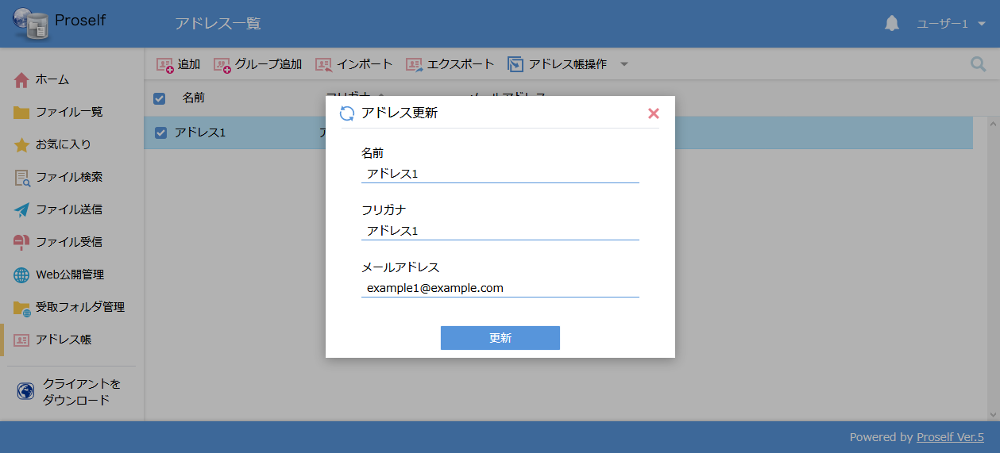 Proself
アドレス一覧
ユーザー1
追加 グループ追加 インポート エクスポート アドレス帳操作
ホーム
ファイル一覧
お気に入り
ファイル検索
ファイル送信
ファイル受信
Web公開管理
受取フォルダ管理
アドレス帳
クライアントを
ダウンロード
名前 フリガナ メールアドレス
アドレス1
アドレス更新
名前
アドレス1
フリガナ
アドレス1
メールアドレス
example1@example.com
更新
Powered by Proself Ver.5